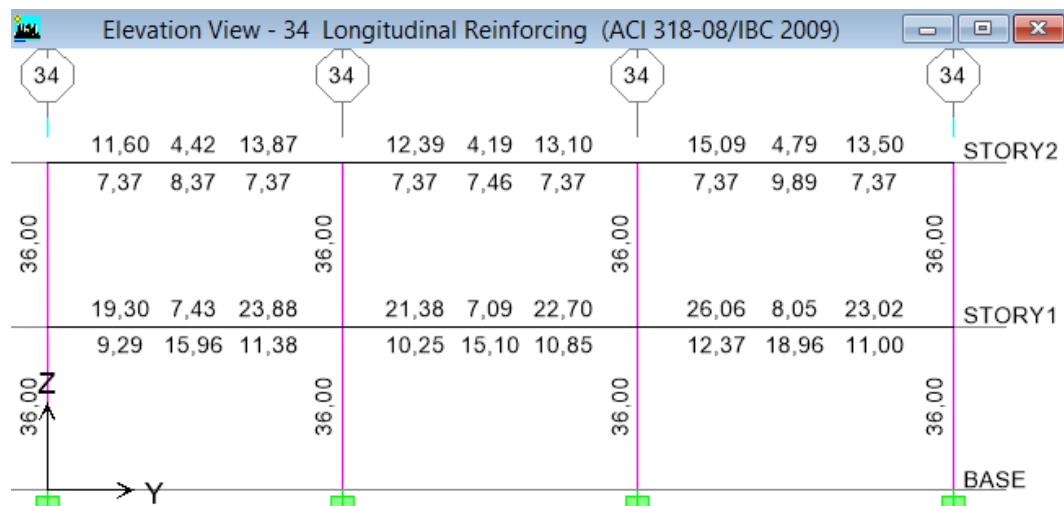 Elevation View - 34 Longitudinal Reinforcing (ACI 318-08/IBC 2009)
34 34 34 34
11,60 4,42 13,87 12,39 4,19 13,10 15,09 4,79 13,50 STORY2
7,37 8,37 7,37 7,37 7,46 7,37 7,37 9,89 7,37
36,00 36,00 36,00 36,00
19,30 7,43 23,88 21,38 7,09 22,70 26,06 8,05 23,02 STORY1
9,29 15,96 11,38 10,25 15,10 10,85 12,37 18,96 11,00
36,00 36,00 36,00 36,00
Z
BASE
Y